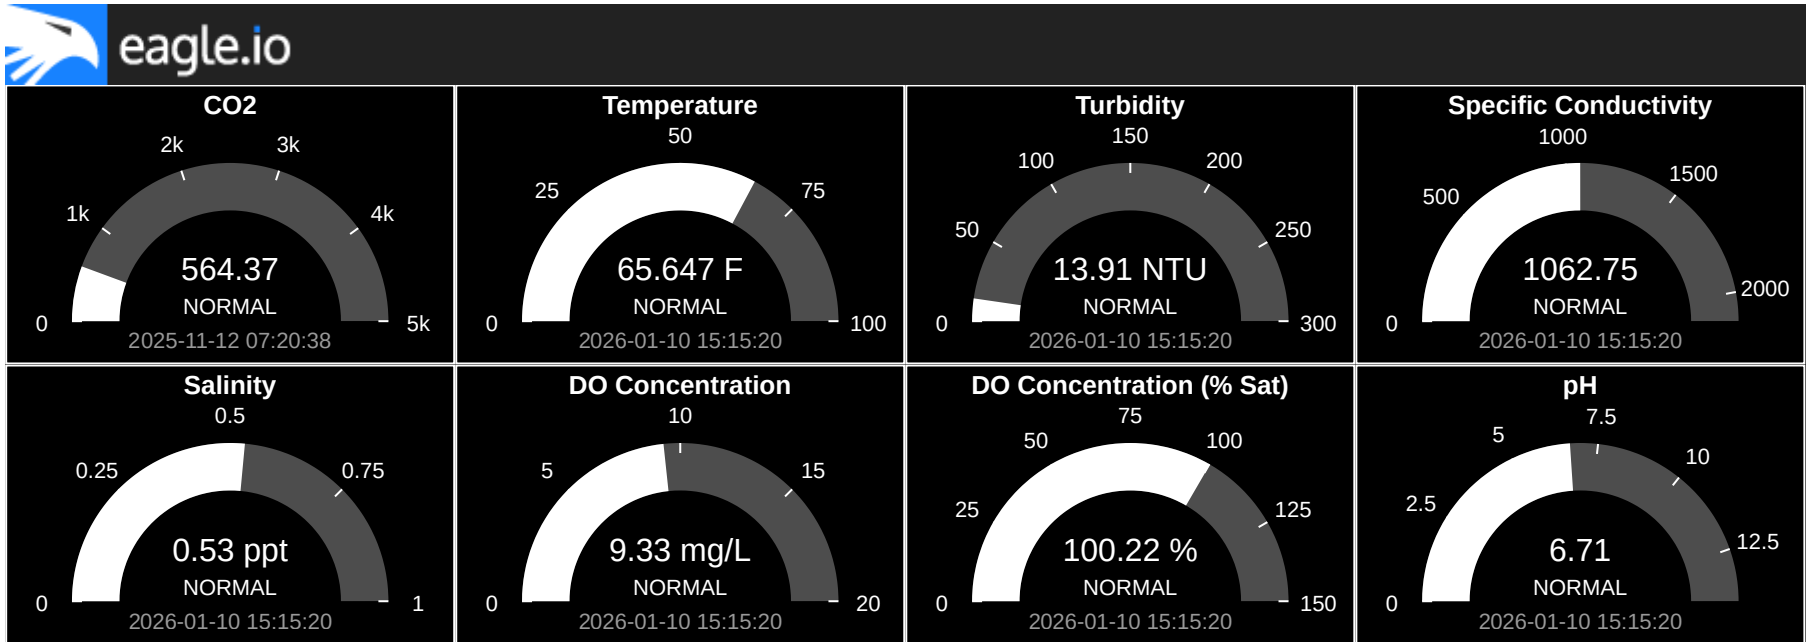 eagle.io
CO2
0
1k
2k
3k
4k
5k
564.37
NORMAL
2025-11-12 07:20:38
Temperature
0
25
50
75
100
65.647 F
NORMAL
2026-01-10 15:15:20
Turbidity
0
50
100
150
200
250
300
13.91 NTU
NORMAL
2026-01-10 15:15:20
Specific Conductivity
0
500
1000
1500
2000
1062.75
NORMAL
2026-01-10 15:15:20
Salinity
0
0.25
0.5
0.75
1
0.53 ppt
NORMAL
2026-01-10 15:15:20
DO Concentration
0
5
10
15
20
9.33 mg/L
NORMAL
2026-01-10 15:15:20
DO Concentration (% Sat)
0
25
50
75
100
125
150
100.22 %
NORMAL
2026-01-10 15:15:20
pH
0
2.5
5
7.5
10
12.5
6.71
NORMAL
2026-01-10 15:15:20